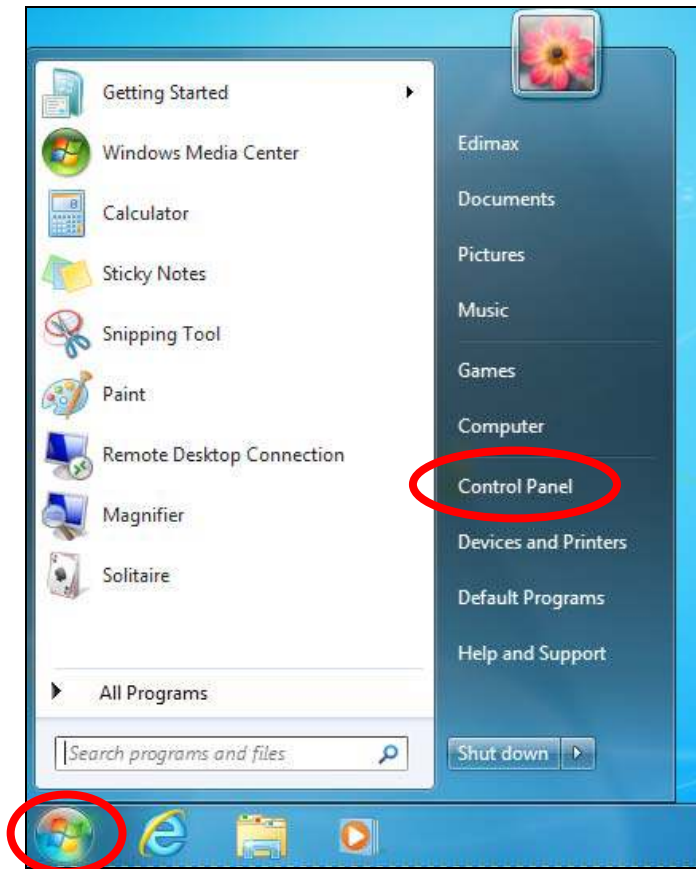 Getting Started
Windows Media Center
Calculator
Sticky Notes
Snipping Tool
Paint
Remote Desktop Connection
Magnifier
Solitaire
All Programs
Search programs and files
Edimax
Documents
Pictures
Music
Games
Computer
Control Panel
Devices and Printers
Default Programs
Help and Support
Shut down